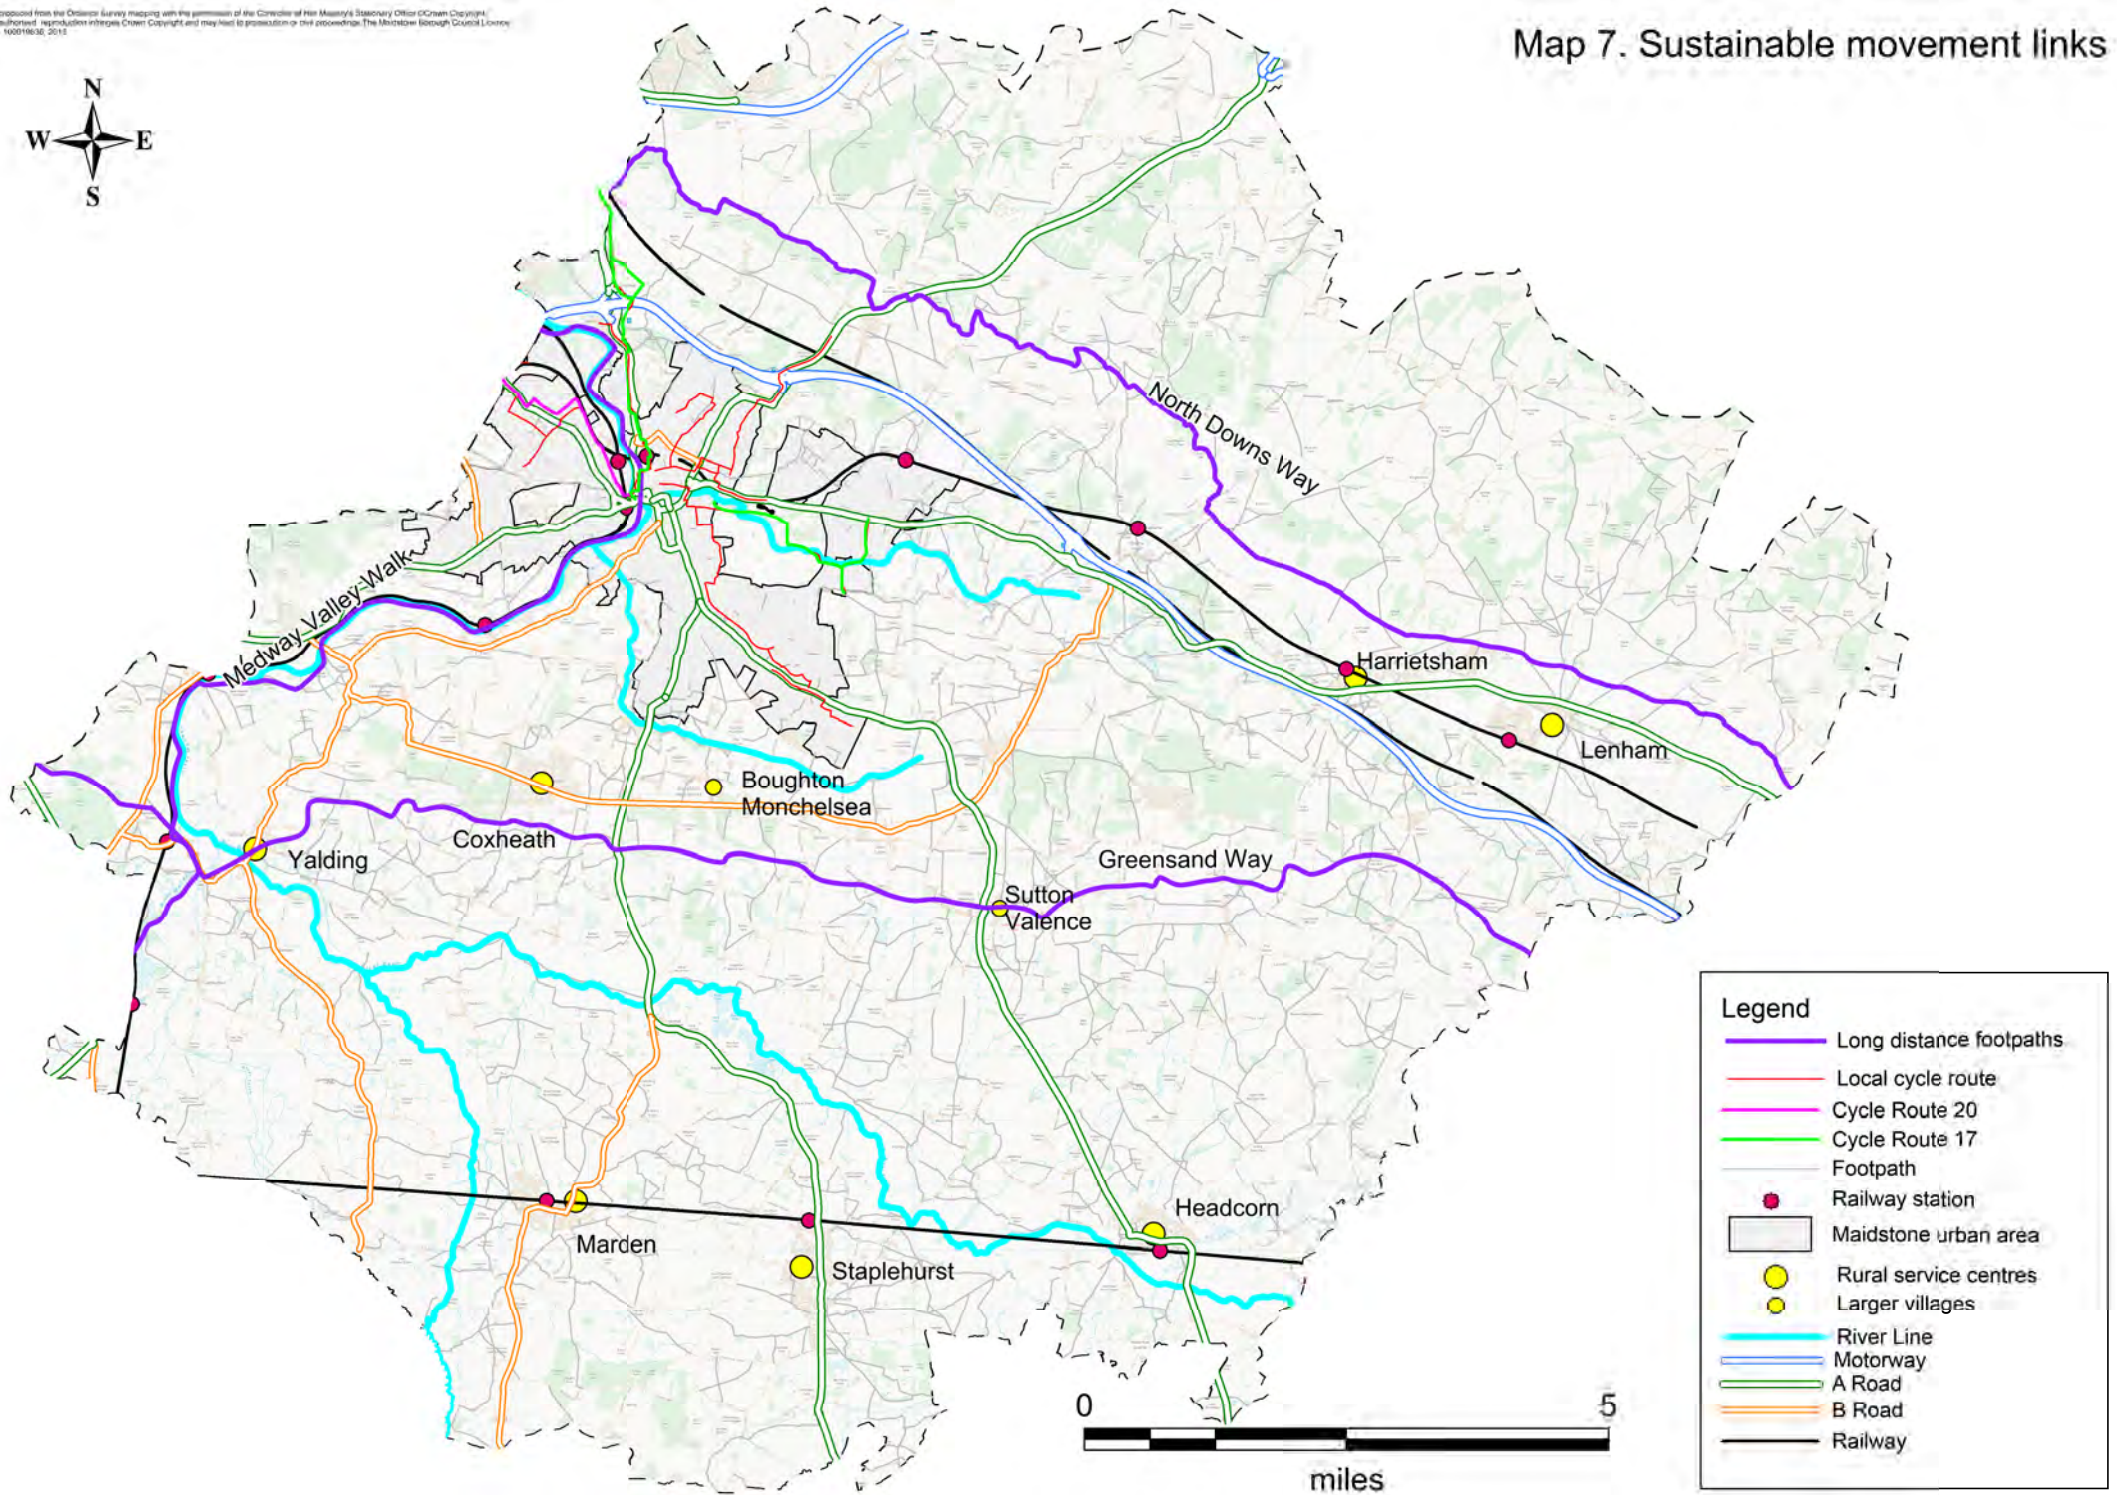 Map 7. Sustainable movement links
N
W E
S
North Downs Way
Medway Valley Walk
Harrietsham
Lenham
Boughton
Monchelsea
Coxheath
Yalding
Greensand Way
Sutton
Valence
Headcorn
Marden
Staplehurst
Legend
Long distance footpaths
Local cycle route
Cycle Route 20
Cycle Route 17
Footpath
Railway station
Maidstone urban area
Rural service centres
Larger villages
River Line
Motorway
A Road
B Road
Railway
0 5
miles